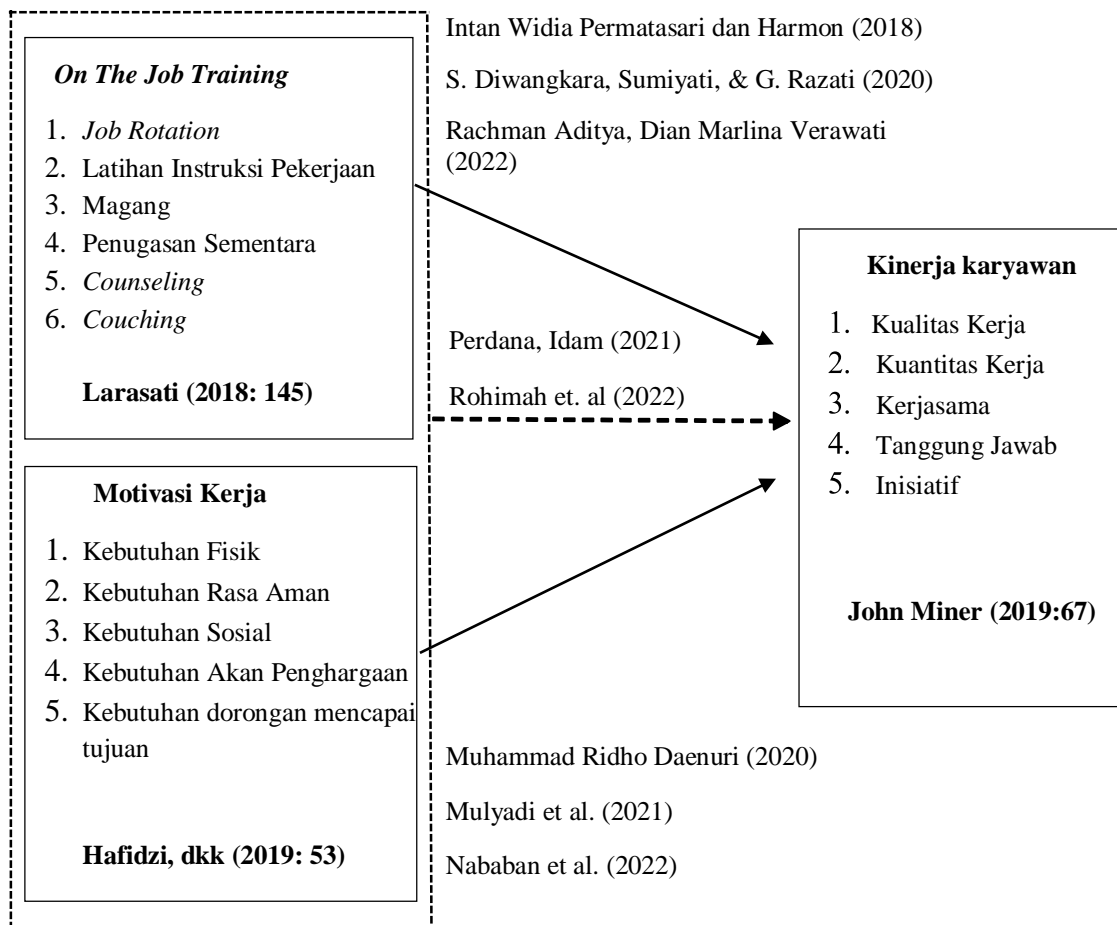 On The Job Training
1. Job Rotation
2. Latihan Instruksi Pekerjaan
3. Magang
4. Penugasan Sementara
5. Counseling
6. Couching
Larasati (2018: 145)
Motivasi Kerja
1. Kebutuhan Fisik
2. Kebutuhan Rasa Aman
3. Kebutuhan Sosial
4. Kebutuhan Akan Penghargaan
5. Kebutuhan dorongan mencapai
tujuan
Hafidzi, dkk (2019: 53)
Intan Widia Permatasari dan Harmon (2018)
S. Diwangkara, Sumiyati, & G. Razati (2020)
Rachman Aditya, Dian Marlina Verawati
(2022)
Perdana, Idam (2021)
Rohimah et. al (2022)
Muhammad Ridho Daenuri (2020)
Mulyadi et al. (2021)
Nababan et al. (2022)
Kinerja karyawan
1. Kualitas Kerja
2. Kuantitas Kerja
3. Kerjasama
4. Tanggung Jawab
5. Inisiatif
John Miner (2019:67)